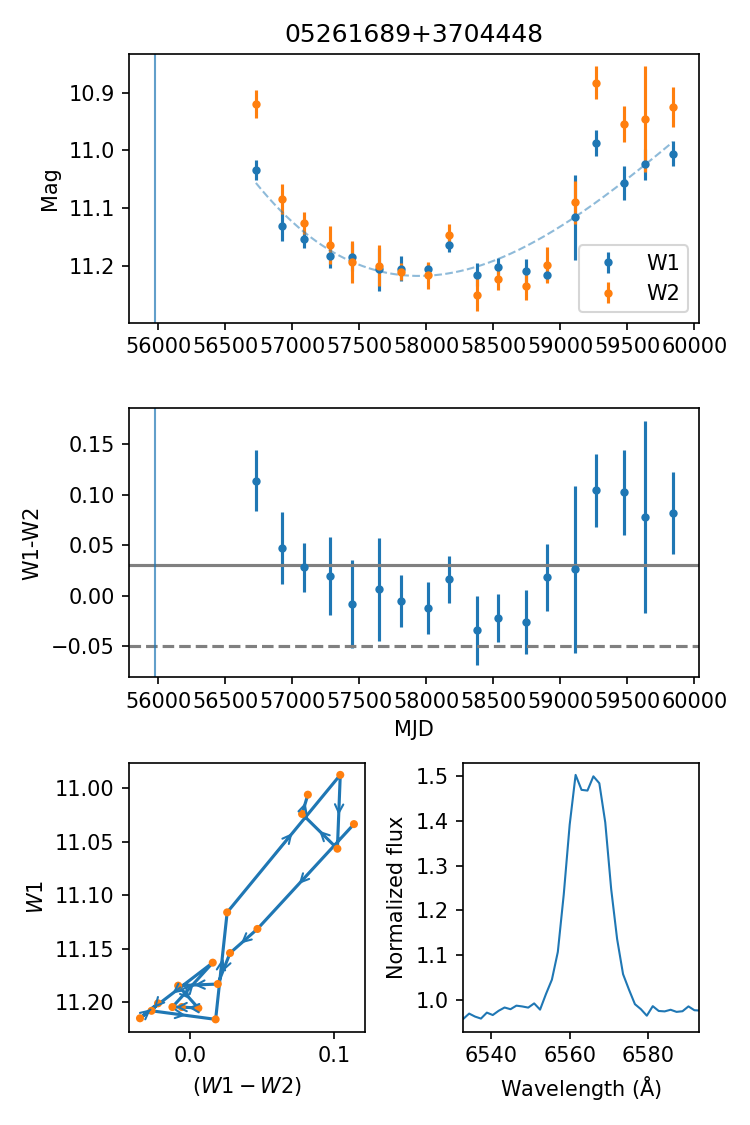 05261689+3704448
Mag
10.9
11.0
11.1
11.2
W1
W2
56000 56500 57000 57500 58000 58500 59000 59500 60000
W1-W2
0.15
0.10
0.05
0.00
−0.05
56000 56500 57000 57500 58000 58500 59000 59500 60000
MJD
W1
11.00
11.05
11.10
11.15
11.20
0.0 0.1
(W1 − W2)
Normalized flux
1.5
1.4
1.3
1.2
1.1
1.0
6540 6560 6580
Wavelength (Å)